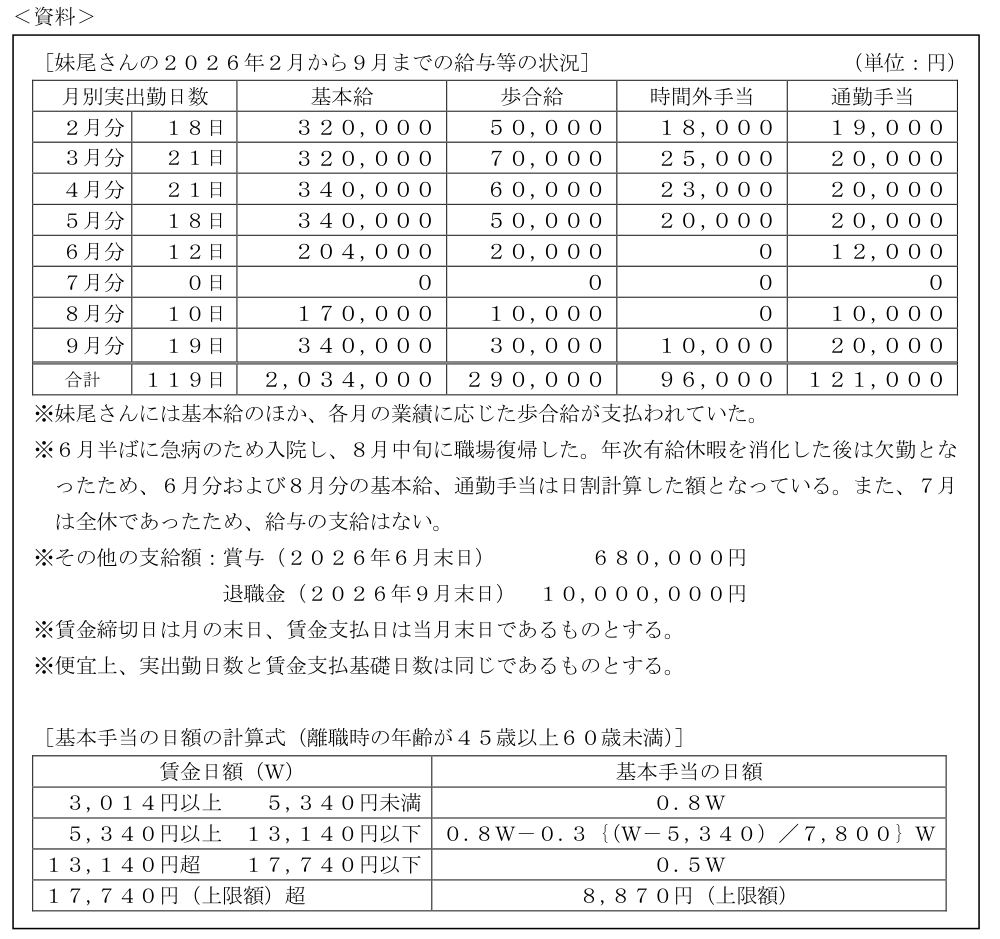 ＜資料＞
［妹尾さんの２０２６年２月から９月までの給与等の状況］ （単位：円）
月別実出勤日数 基本給 歩合給 時間外手当 通勤手当
２月分 １８日 ３２０,０００ ５０,０００ １８,０００ １９,０００
３月分 ２１日 ３２０,０００ ７０,０００ ２５,０００ ２０,０００
４月分 ２１日 ３４０,０００ ６０,０００ ２３,０００ ２０,０００
５月分 １８日 ３４０,０００ ５０,０００ ２０,０００ ２０,０００
６月分 １２日 ２０４,０００ ２０,０００ ０ １２,０００
７月分 ０日 ０ ０ ０ ０
８月分 １０日 １７０,０００ １０,０００ ０ １０,０００
９月分 １９日 ３４０,０００ ３０,０００ １０,０００ ２０,０００
合計 １１９日 ２,０３４,０００ ２９０,０００ ９６,０００ １２１,０００
※妹尾さんには基本給のほか、各月の業績に応じた歩合給が支払われていた。
※６月半ばに急病のため入院し、８月中旬に職場復帰した。年次有給休暇を消化した後は欠勤とな
ったため、６月分および８月分の基本給、通勤手当は日割計算した額となっている。また、７月
は全休であったため、給与の支給はない。
※その他の支給額：賞与（２０２６年６月末日） ６８０,０００円
退職金（２０２６年９月末日） １０,０００,０００円
※賃金締切日は月の末日、賃金支払日は当月末日であるものとする。
※便宜上、実出勤日数と賃金支払基礎日数は同じであるものとする。
［基本手当の日額の計算式（離職時の年齢が４５歳以上６０歳未満）］
賃金日額（W） 基本手当の日額
３,０１４円以上 ５,３４０円未満 ０.８W
５,３４０円以上 １３,１４０円以下 ０.８W－０.３｛（W－５,３４０）／７,８００｝W
１３,１４０円超 １７,７４０円以下 ０.５W
１７,７４０円（上限額）超 ８,８７０円（上限額）